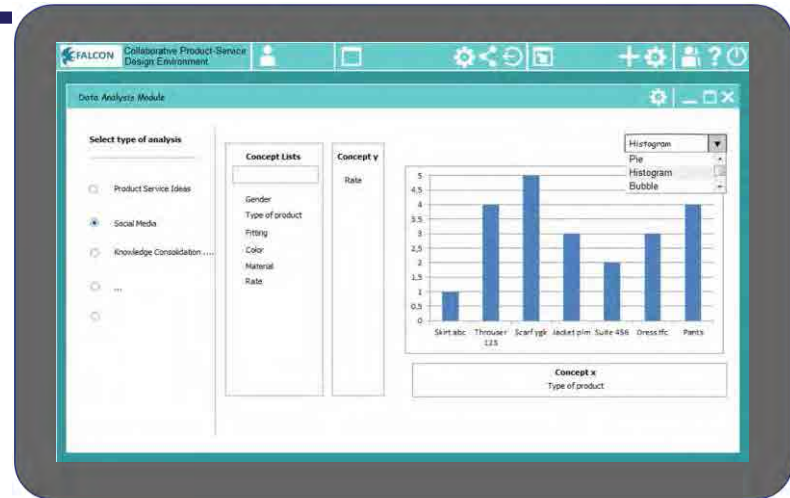 FALCON
Collaborative Product-Service
Design Environment
?
Data Analysis Module
Select type of analysis
Product Service Ideas
Social Media
Knowledge Consolidation ....
...
Concept Lists
Gender
Type of product
Fitting
Color
Material
Rate
Concept y
Rate
Histogram
Pie
Histogram
Bubble
5
4,5
4
3,5
3
2,5
2
1,5
1
0,5
0
Skirt abc
Throuser
123
Scarf ygk
Jacket plm
Suite 456
Dress tfc
Pants
Concept x
Type of product